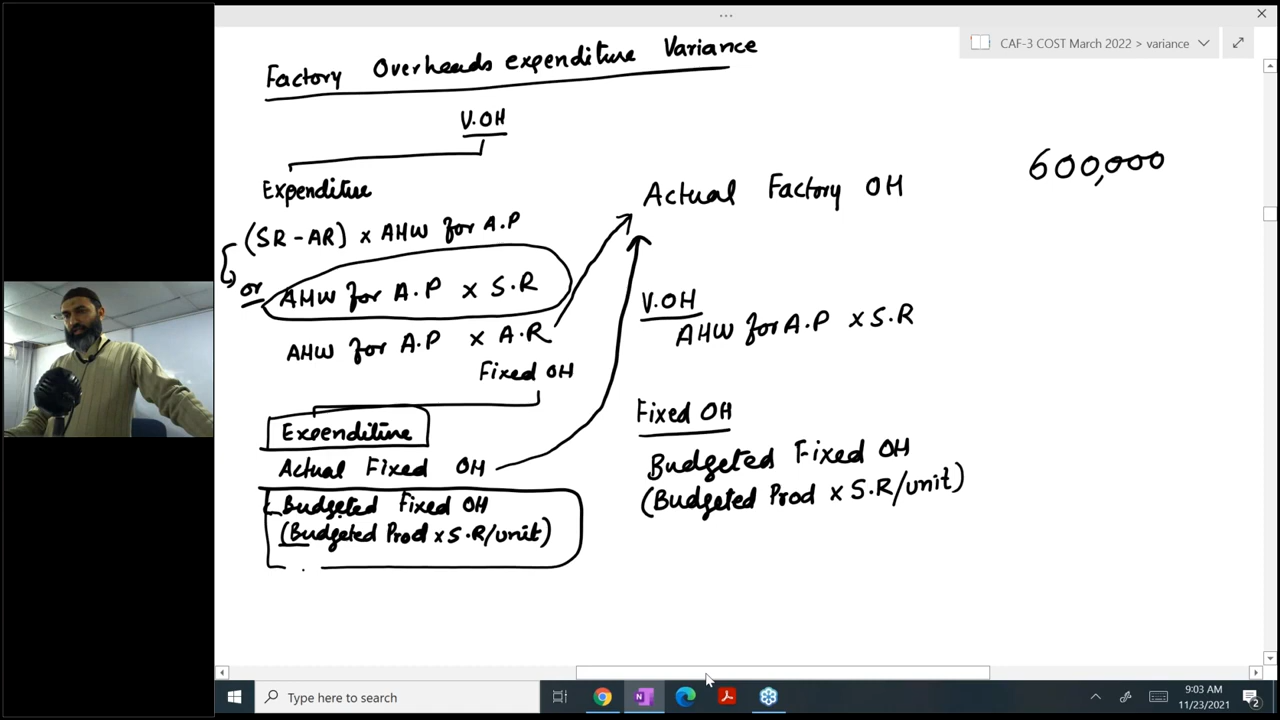 CAF-3 COST March 2022 > variance
Factory Overheads expenditure Variance
V.OH
Expenditure
(SR-AR) x AHW for A.P
or
AHW for A.P x S.R
AHW for A.P x A.R
Fixed OH
Expenditure
Actual Fixed OH
Budgeted Fixed OH
(Budgeted Prod x S.R/unit)
Actual Factory OH
600,000
V.OH
AHW for A.P x S.R
Fixed OH
Budgeted Fixed OH
(Budgeted Prod x S.R/unit)
Type here to search
9:03 AM
11/23/2021
2